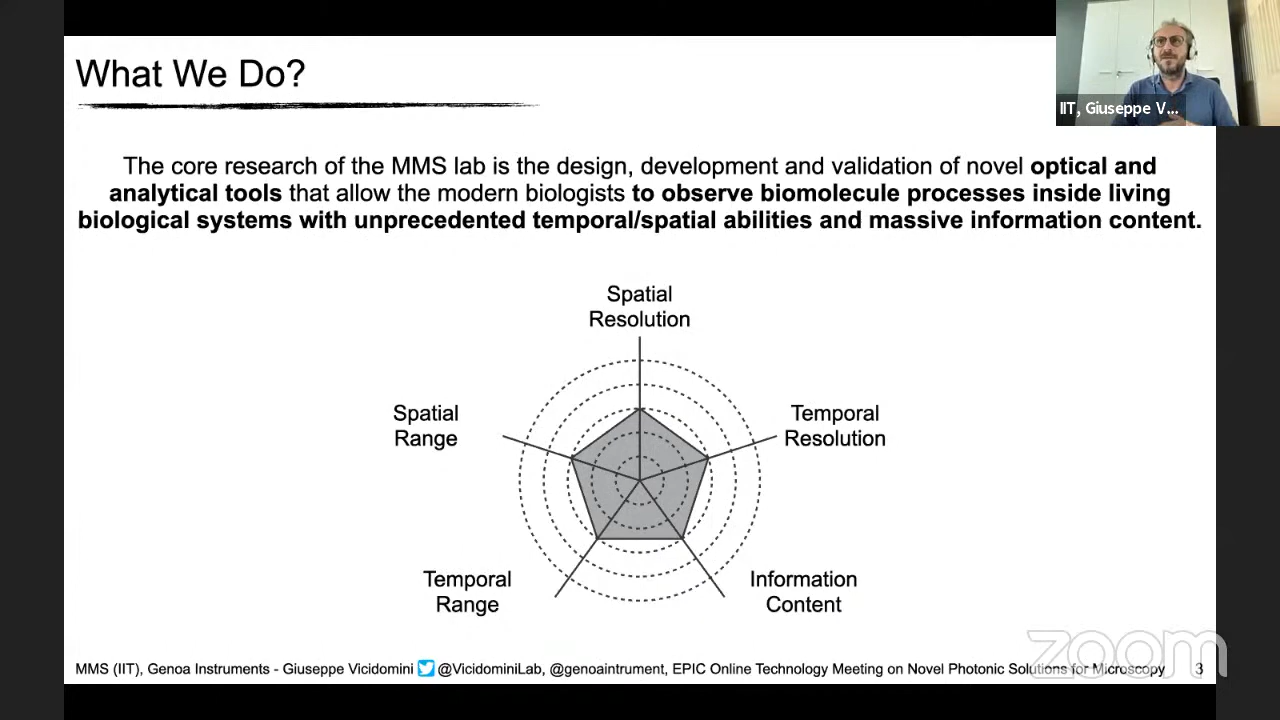 What We Do?
IIT, Giuseppe V...
The core research of the MMS lab is the design, development and validation of novel optical and
analytical tools that allow the modern biologists to observe biomolecule processes inside living
biological systems with unprecedented temporal/spatial abilities and massive information content.
Spatial
Resolution
Spatial
Range
Temporal
Resolution
Temporal
Range
Information
Content
zoom
MMS (IIT), Genoa Instruments - Giuseppe Vicidomini @VicidominiLab, @genoaintrument, EPIC Online Technology Meeting on Novel Photonic Solutions for Microscopy 3